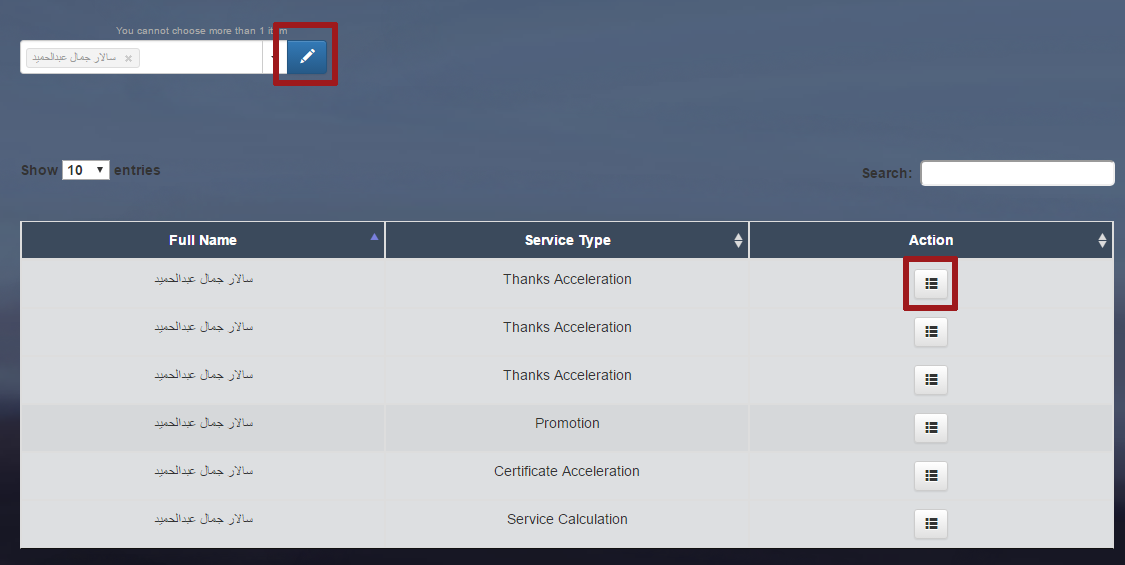 You cannot choose more than 1 item
سالار جمال عبدالحميد ×
Show 10 entries
Search:
Full Name Service Type Action
سالار جمال عبدالحميد Thanks Acceleration
سالار جمال عبدالحميد Thanks Acceleration
سالار جمال عبدالحميد Thanks Acceleration
سالار جمال عبدالحميد Promotion
سالار جمال عبدالحميد Certificate Acceleration
سالار جمال عبدالحميد Service Calculation